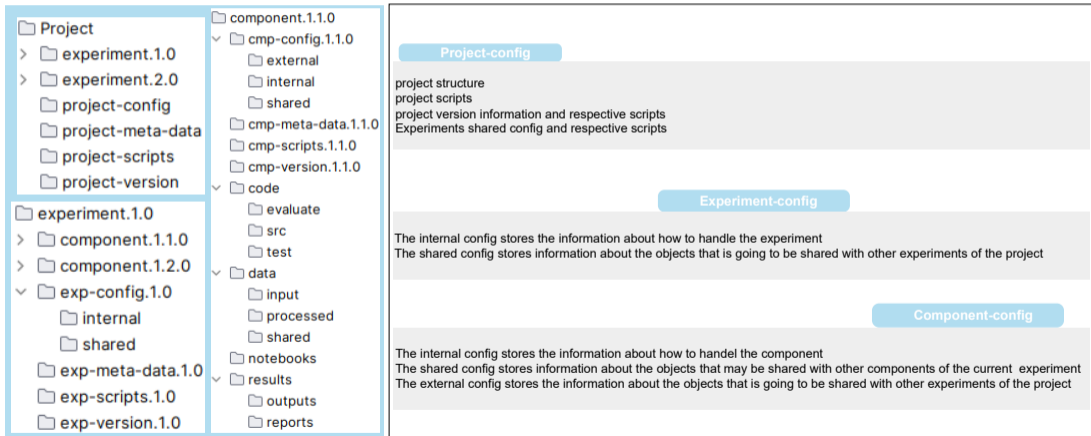 Project
experiment.1.0
experiment.2.0
project-config
project-meta-data
project-scripts
project-version
experiment.1.0
component.1.1.0
component.1.2.0
exp-config.1.0
internal
shared
exp-meta-data.1.0
exp-scripts.1.0
exp-version.1.0
component.1.1.0
cmp-config.1.1.0
external
internal
shared
cmp-meta-data.1.1.0
cmp-scripts.1.1.0
cmp-version.1.1.0
code
evaluate
src
test
data
input
processed
shared
notebooks
results
outputs
reports
Project-config
project structure
project scripts
project version information and respective scripts
Experiments shared config and respective scripts
Experiment-config
The internal config stores the information about how to handle the experiment
The shared config stores information about the objects that is going to be shared with other experiments of the project
Component-config
The internal config stores the information about how to handel the component
The shared config stores information about the objects that may be shared with other components of the current experiment
The external config stores the information about the objects that is going to be shared with other experiments of the project